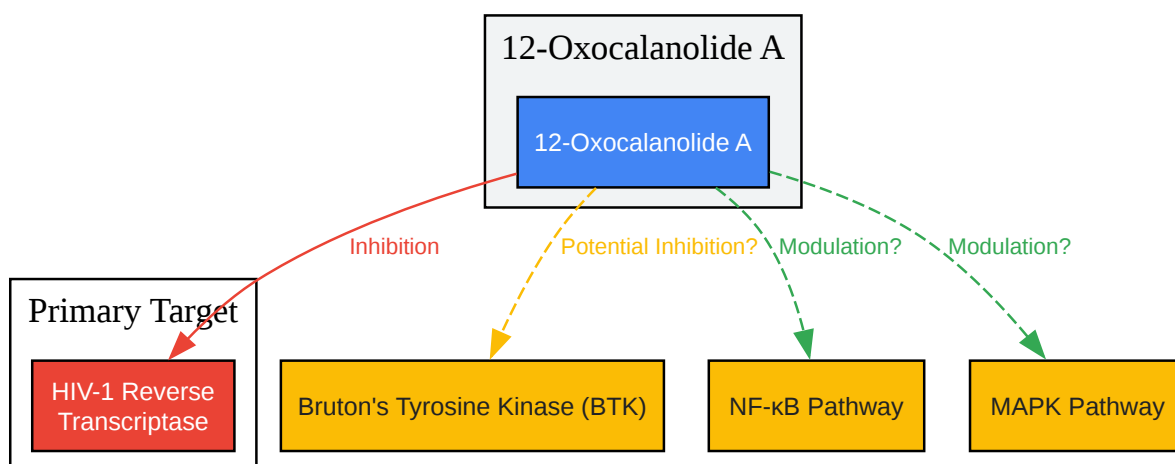 12-Oxocalanolide A
12-Oxocalanolide A
Inhibition
Potential Inhibition?
Modulation?
Modulation?
Primary Target
HIV-1 Reverse
Transcriptase
Bruton's Tyrosine Kinase (BTK)
NF-κB Pathway
MAPK Pathway